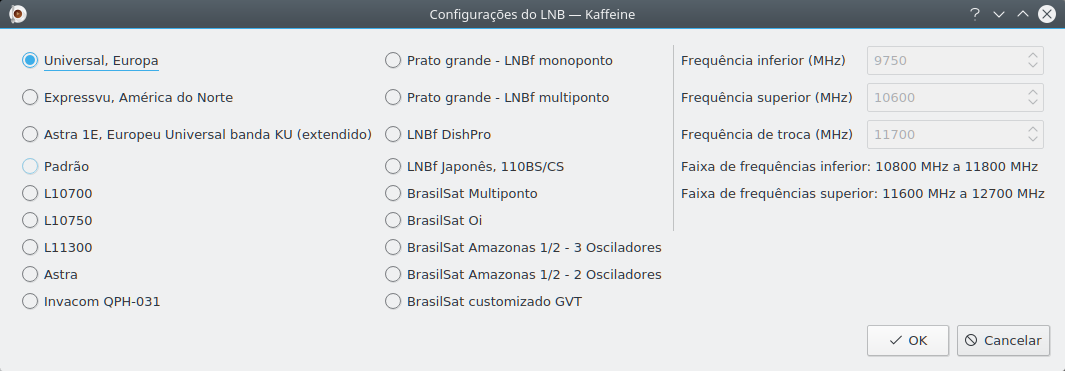 Configurações do LNB — Kaffeine
Universal, Europa
Expressvu, América do Norte
Astra 1E, Europeu Universal banda KU (extendido)
Padrão
L10700
L10750
L11300
Astra
Invacom QPH-031
Prato grande - LNBf monoponto
Prato grande - LNBf multiponto
LNBf DishPro
LNBf Japonês, 110BS/CS
BrasilSat Multiponto
BrasilSat Oi
BrasilSat Amazonas 1/2 - 3 Osciladores
BrasilSat Amazonas 1/2 - 2 Osciladores
BrasilSat customizado GVT
Frequência inferior (MHz) 9750
Frequência superior (MHz) 10600
Frequência de troca (MHz) 11700
Faixa de frequências inferior: 10800 MHz a 11800 MHz
Faixa de frequências superior: 11600 MHz a 12700 MHz
OK Cancelar